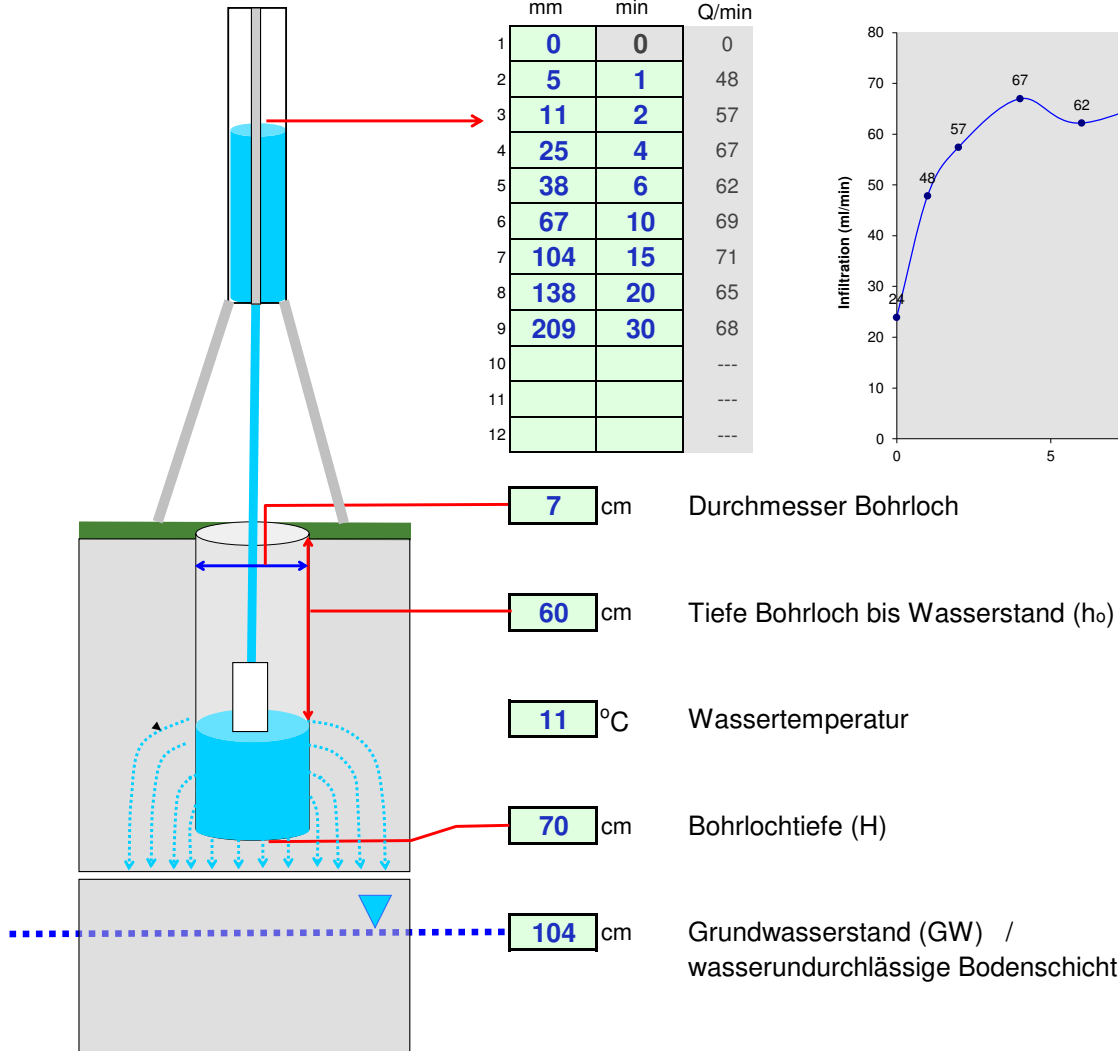 mm min Q/min
1 0 0 0
2 5 1 48
3 11 2 57
4 25 4 67
5 38 6 62
6 67 10 69
7 104 15 71
8 138 20 65
9 209 30 68
10 ---
11 ---
12 ---
Infiltration (ml/min)
80
70
60
50
40
30
20
10
0
0 5
24
48
57
67
62
7 cm Durchmesser Bohrloch
60 cm Tiefe Bohrloch bis Wasserstand (ho)
11 °C Wassertemperatur
70 cm Bohrlochtiefe (H)
104 cm Grundwasserstand (GW) /
wasserundurchlässige Bodenschicht